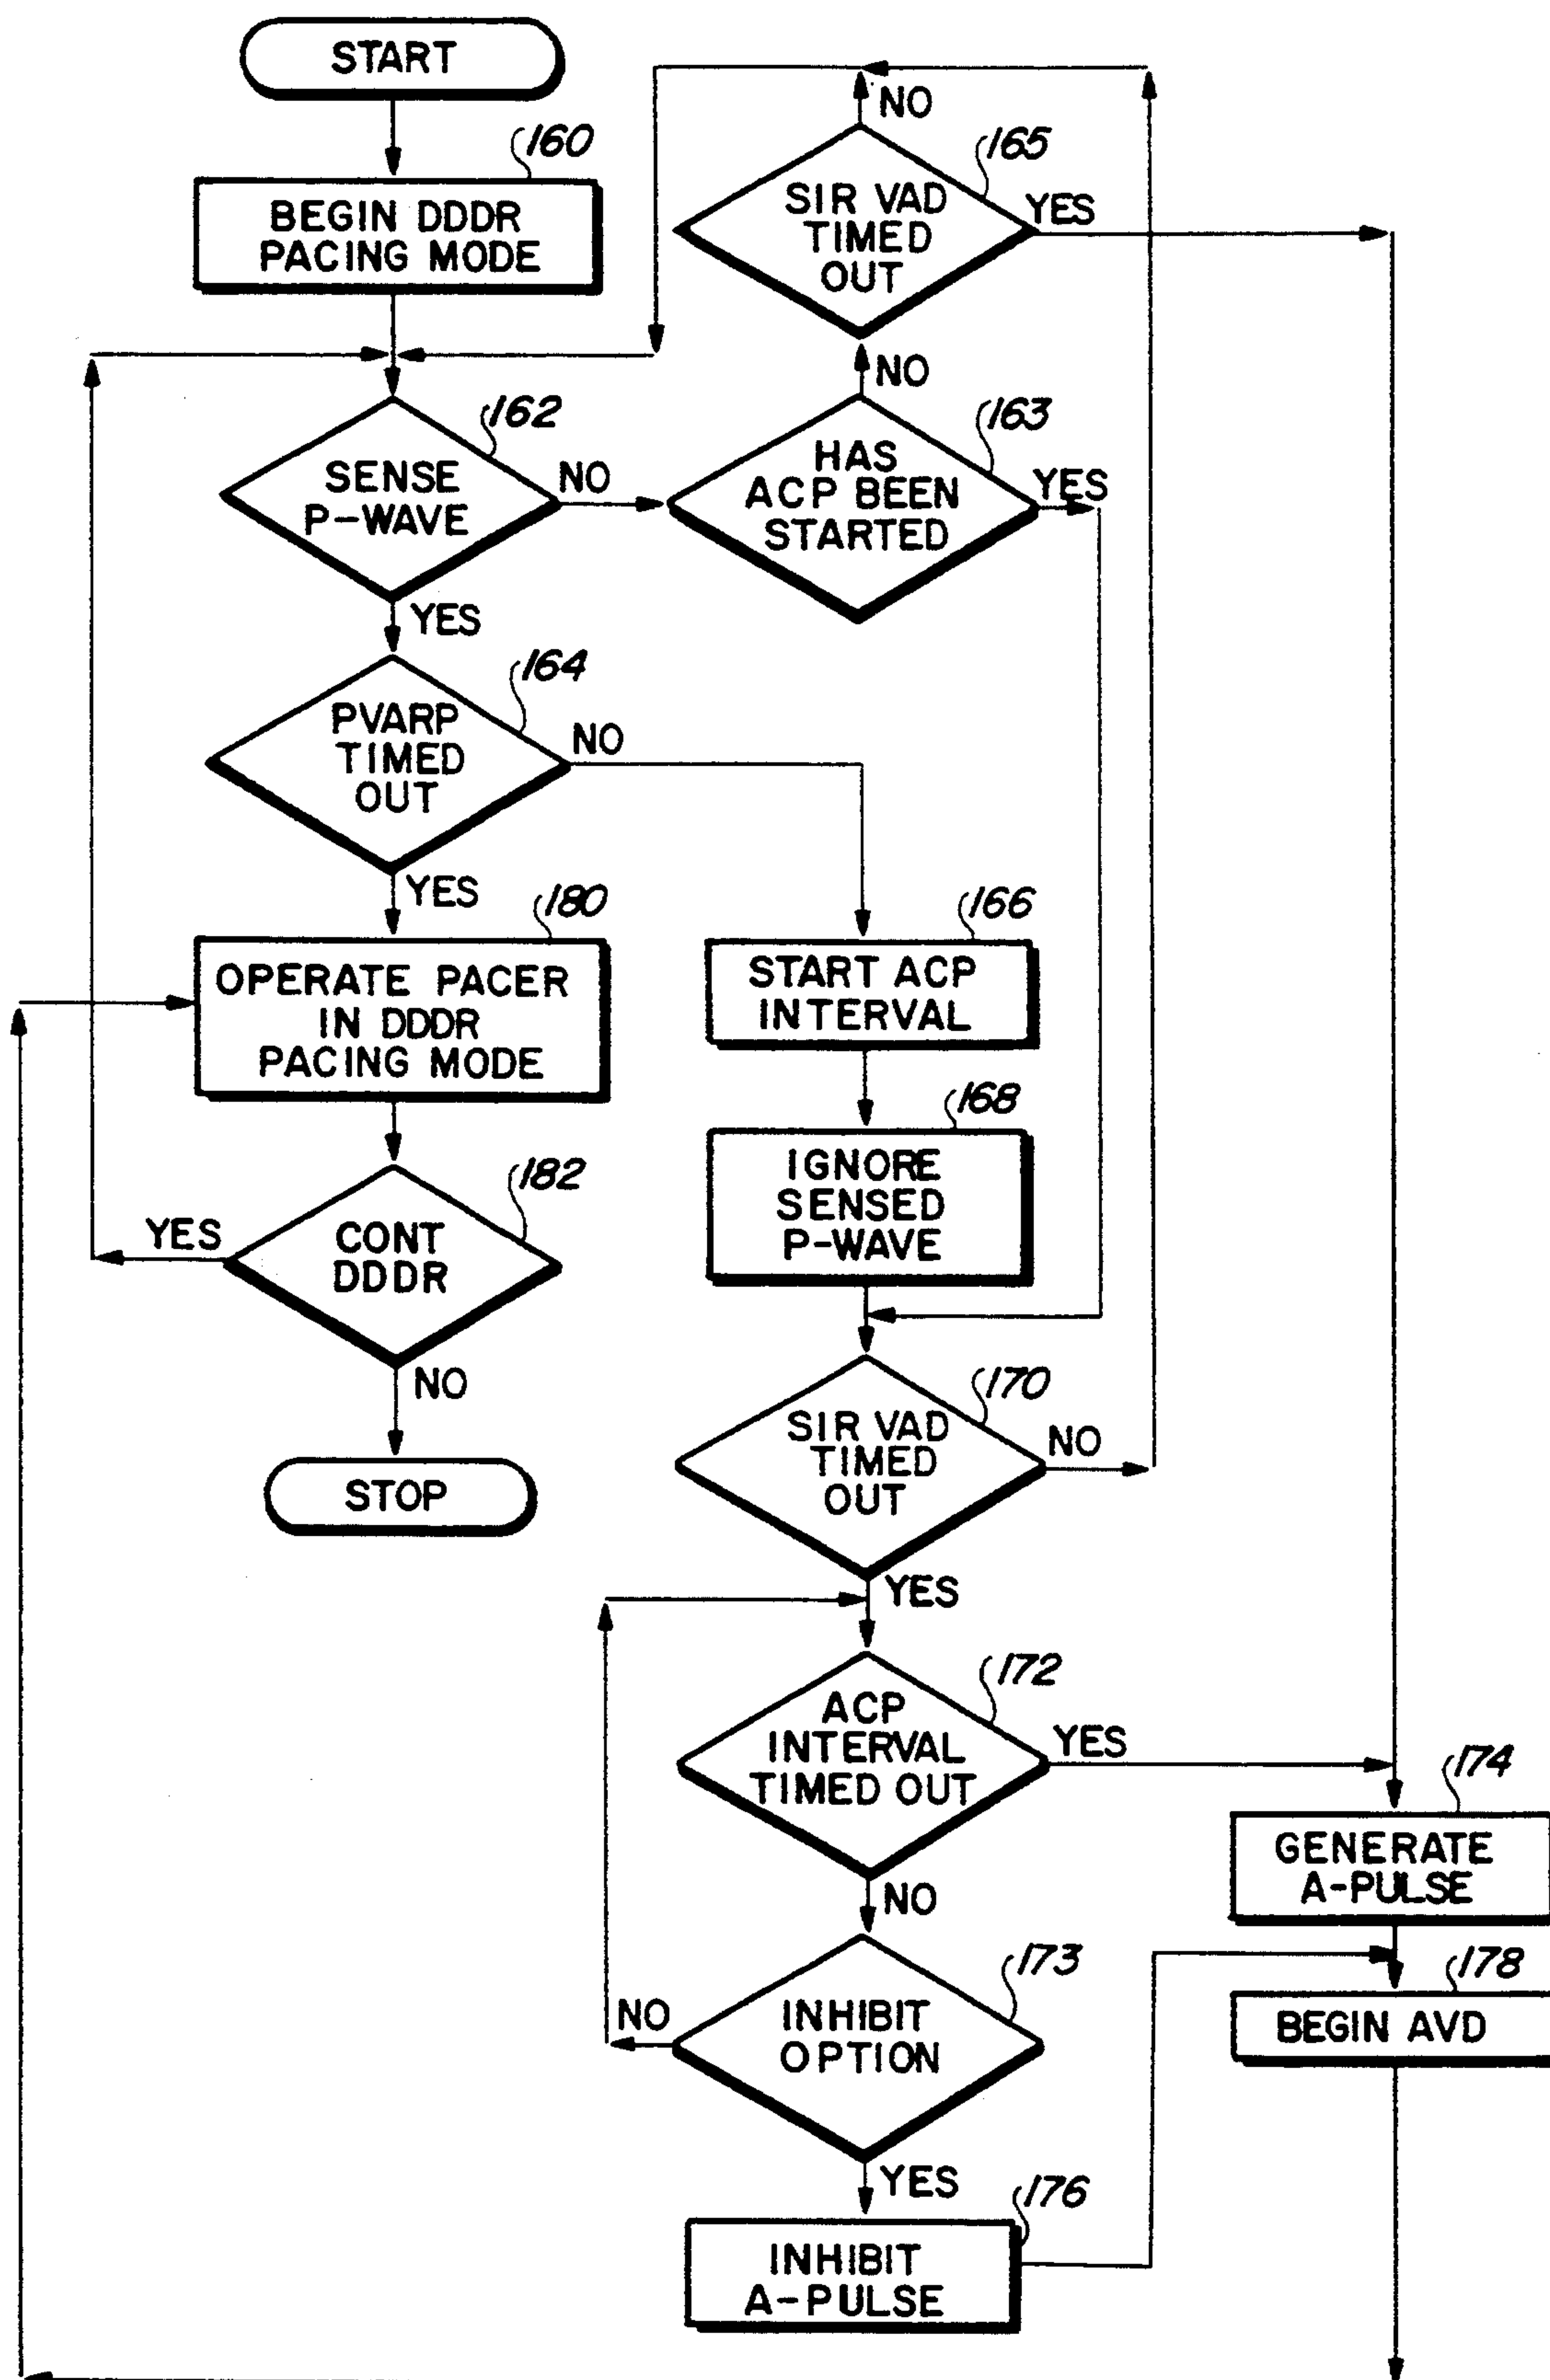 START
160
BEGIN DDDR
PACING MODE
162
SENSE
P-WAVE
NO
YES
163
HAS
ACP BEEN
STARTED
NO
YES
165
SIR VAD
TIMED
OUT
NO
YES
164
PVARP
TIMED
OUT
NO
YES
180
OPERATE PACER
IN DDDR
PACING MODE
182
CONT
DDDR
YES
NO
STOP
166
START ACP
INTERVAL
168
IGNORE
SENSED
P-WAVE
170
SIR VAD
TIMED
OUT
NO
YES
172
ACP
INTERVAL
TIMED OUT
YES
NO
173
INHIBIT
OPTION
NO
YES
176
INHIBIT
A-PULSE
174
GENERATE
A-PULSE
178
BEGIN AVD